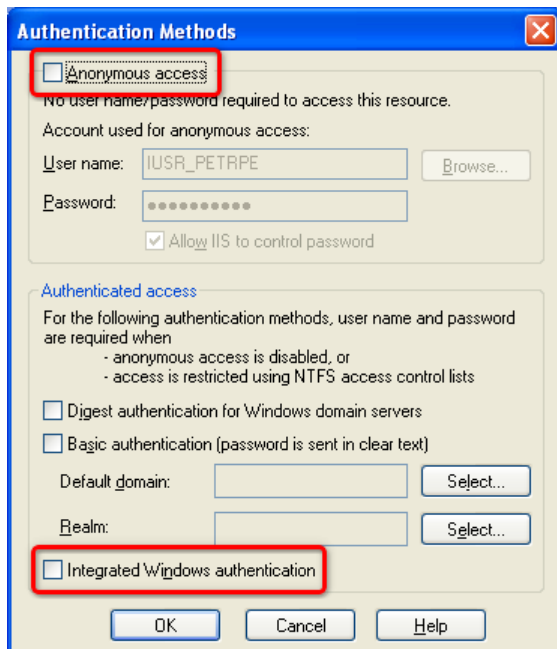 Authentication Methods
Anonymous access
No user name/password required to access this resource.
Account used for anonymous access:
User name: IUSR_PETRPE Browse...
Password: ●●●●●●●●●●
Allow IIS to control password
Authenticated access
For the following authentication methods, user name and password
are required when
- anonymous access is disabled, or
- access is restricted using NTFS access control lists
Digest authentication for Windows domain servers
Basic authentication (password is sent in clear text)
Default domain: Select...
Realm: Select...
Integrated Windows authentication
OK Cancel Help